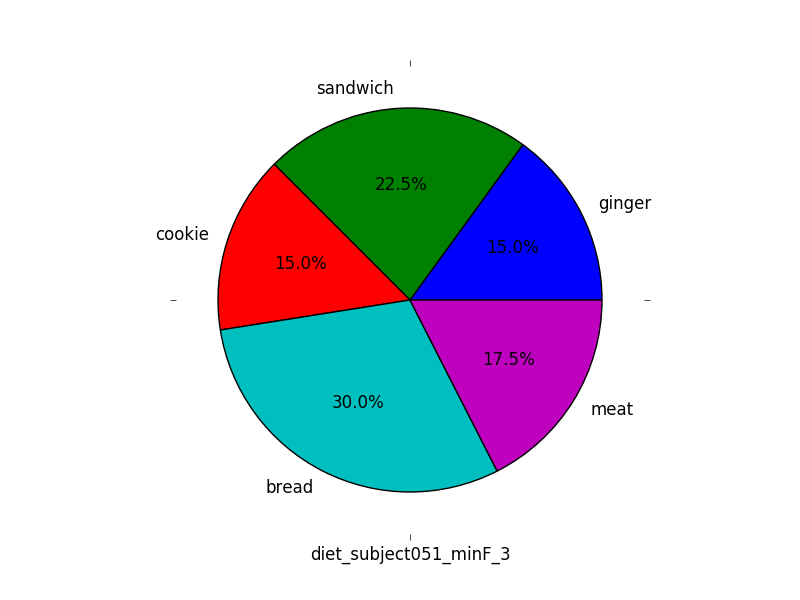 sandwich
22.5%
ginger
15.0%
cookie
15.0%
17.5%
meat
30.0%
bread
diet_subject051_minF_3